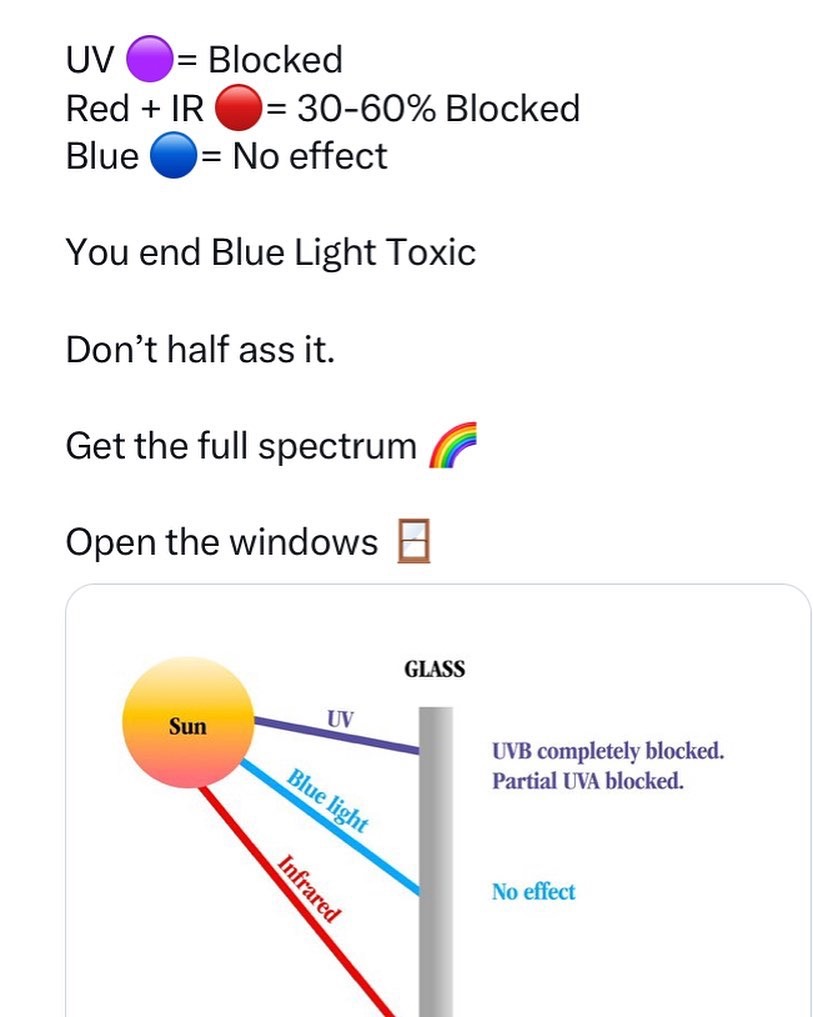 UV 🟣= Blocked
Red + IR 🔴= 30-60% Blocked
Blue 🔵= No effect
You end Blue Light Toxic
Don’t half ass it.
Get the full spectrum 🌈
Open the windows 🪟
GLASS
Sun
UV
UVB completely blocked.
Partial UVA blocked.
Blue light
No effect
Infrared